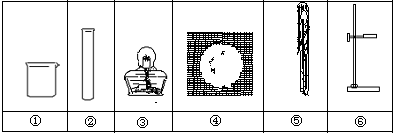 ① ② ③ ④ ⑤ ⑥